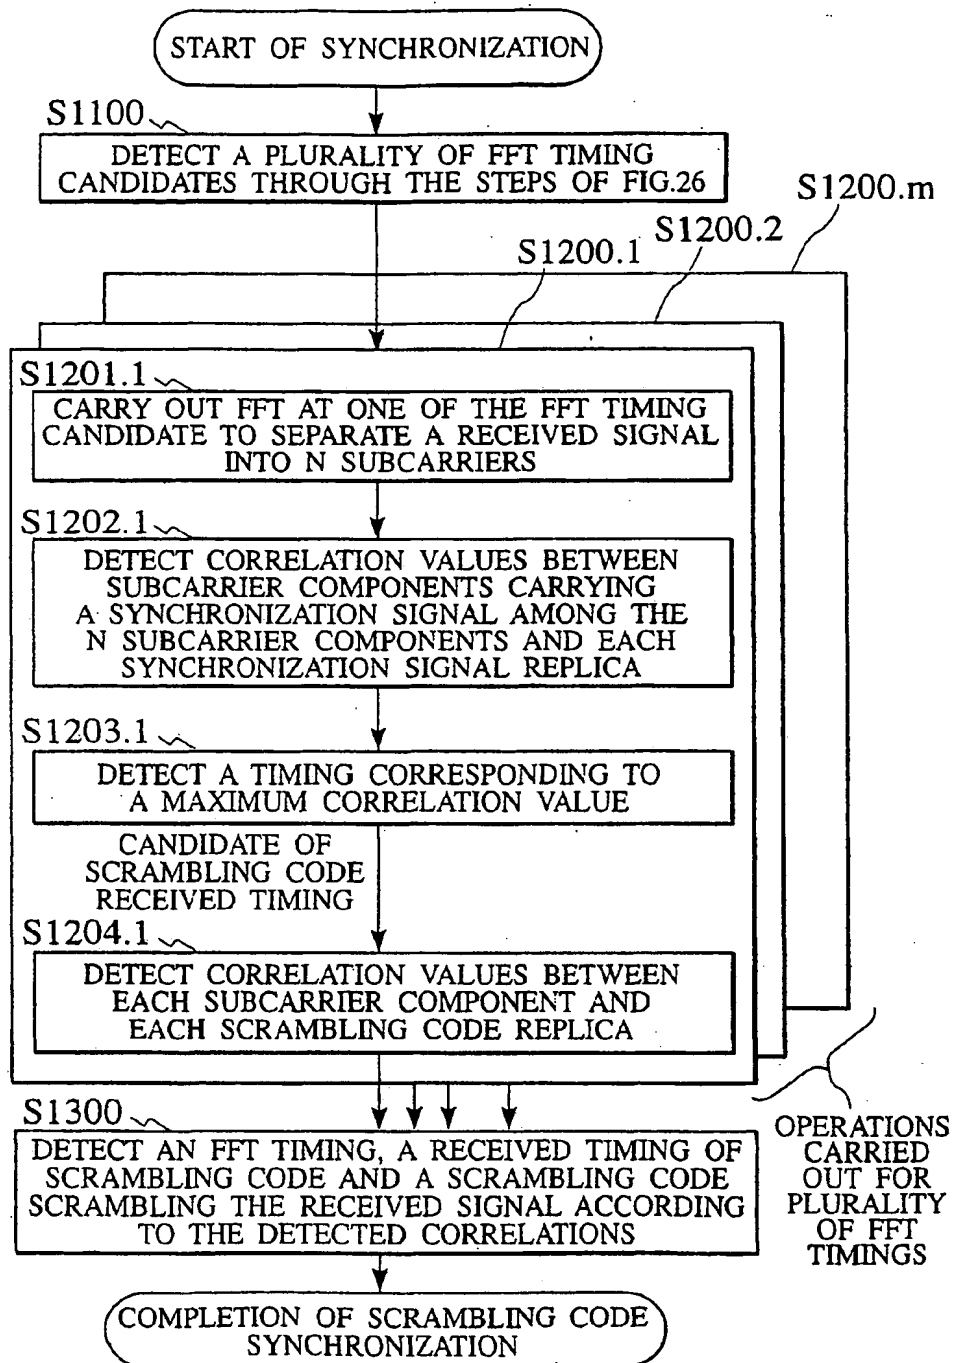 START OF SYNCHRONIZATION
S1100
DETECT A PLURALITY OF FFT TIMING
CANDIDATES THROUGH THE STEPS OF FIG.26
S1200.m
S1200.2
S1200.1
S1201.1
CARRY OUT FFT AT ONE OF THE FFT TIMING
CANDIDATE TO SEPARATE A RECEIVED SIGNAL
INTO N SUBCARRIERS
S1202.1
DETECT CORRELATION VALUES BETWEEN
SUBCARRIER COMPONENTS CARRYING
A SYNCHRONIZATION SIGNAL AMONG THE
N SUBCARRIER COMPONENTS AND EACH
SYNCHRONIZATION SIGNAL REPLICA
S1203.1
DETECT A TIMING CORRESPONDING TO
A MAXIMUM CORRELATION VALUE
CANDIDATE OF
SCRAMBLING CODE
RECEIVED TIMING
S1204.1
DETECT CORRELATION VALUES BETWEEN
EACH SUBCARRIER COMPONENT AND
EACH SCRAMBLING CODE REPLICA
S1300
DETECT AN FFT TIMING, A RECEIVED TIMING OF
SCRAMBLING CODE AND A SCRAMBLING CODE
SCRAMBLING THE RECEIVED SIGNAL ACCORDING
TO THE DETECTED CORRELATIONS
OPERATIONS
CARRIED
OUT FOR
PLURALITY
OF FFT
TIMINGS
COMPLETION OF SCRAMBLING CODE
SYNCHRONIZATION